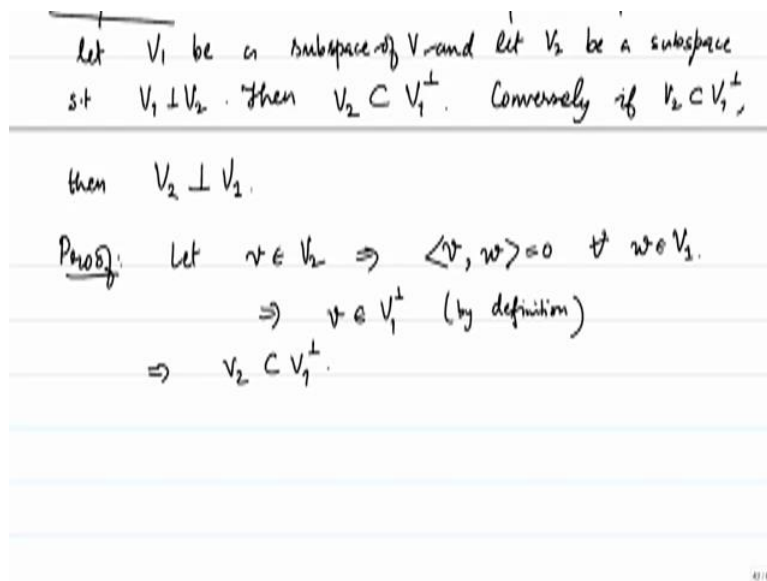 let V₁ be a subspace of V and let V₂ be a subspace
s.t V₁ ⊥ V₂. Then V₂ ⊂ V₁^⊥. Conversely if V₂ ⊂ V₁^⊥,
then V₂ ⊥ V₁.
Proof: Let v ∈ V₂ ⇒ ⟨v, w⟩ = 0 ∀ w ∈ V₁.
⇒ v ∈ V₁^⊥ (by definition)
⇒ V₂ ⊂ V₁^⊥.